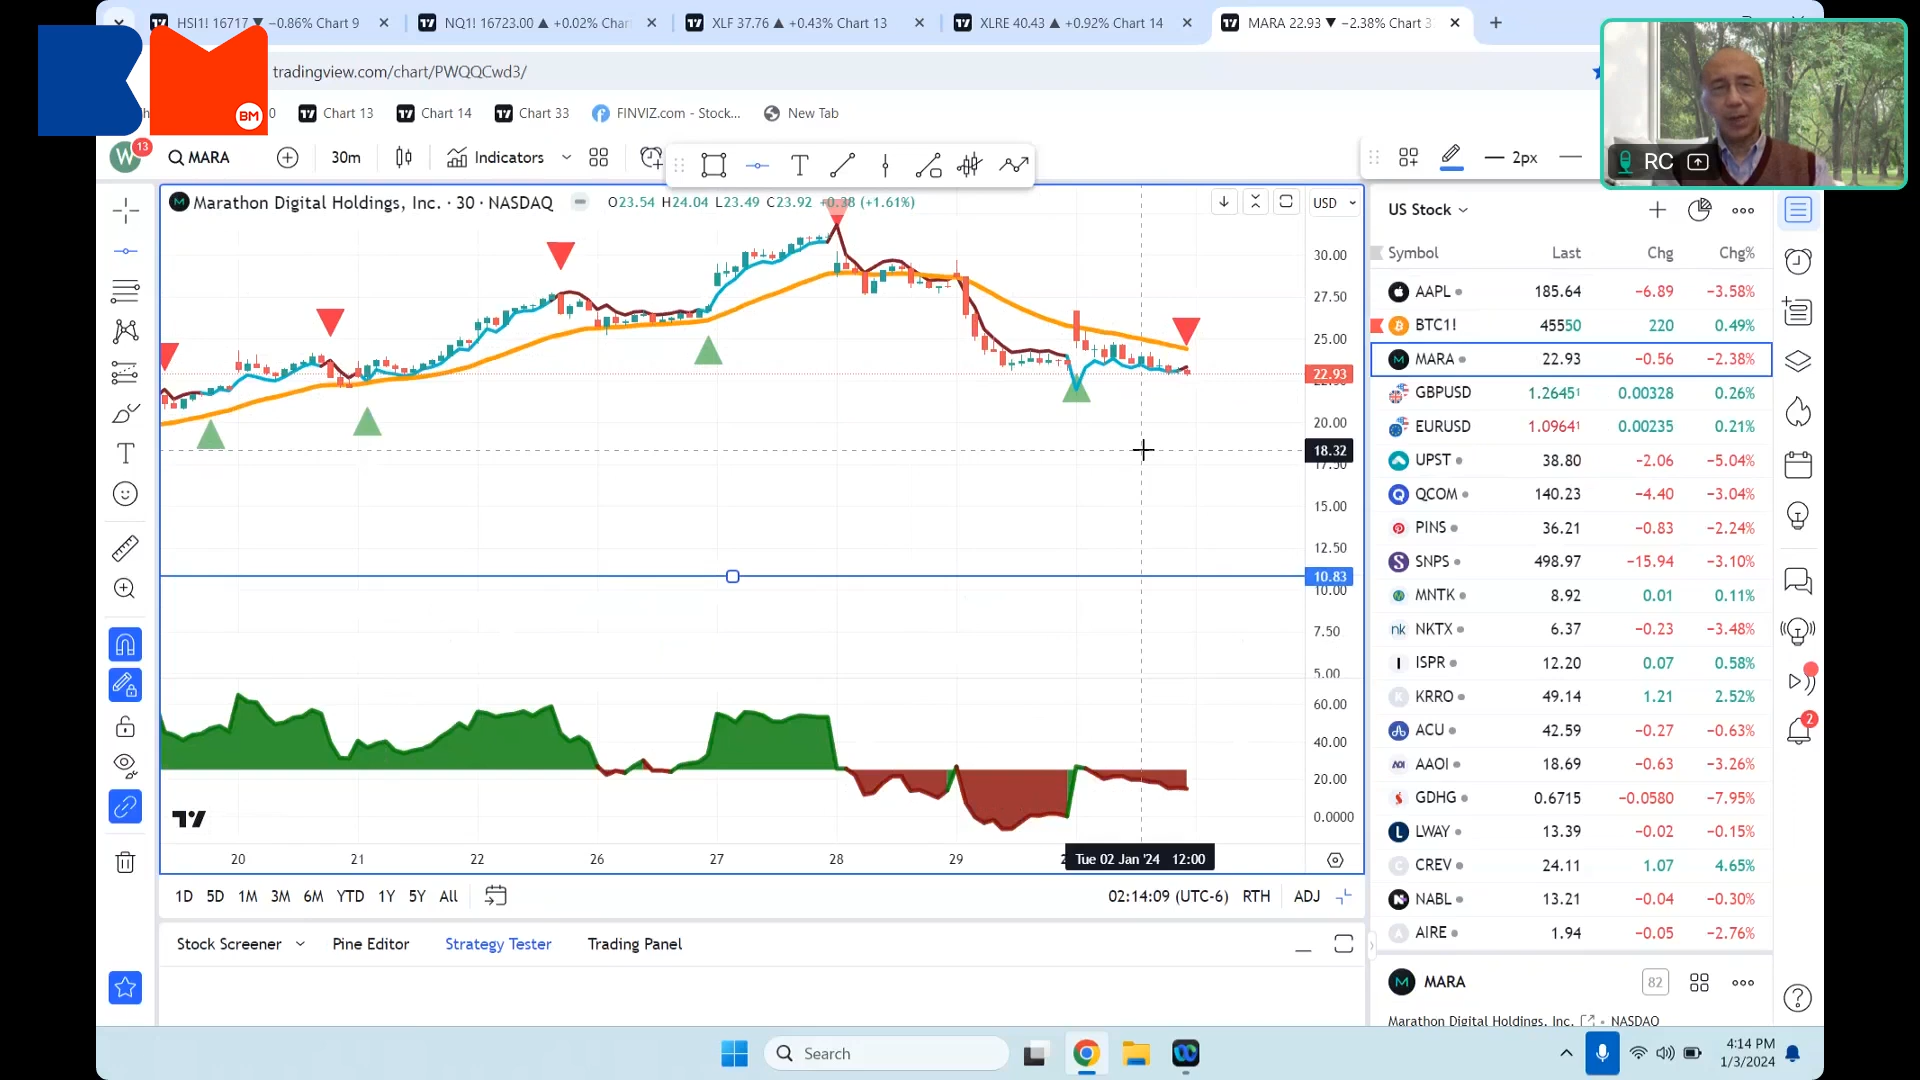 HSI1! 16717 ▼ −0.86% Chart 9
NQ1! 16723.00 ▲ +0.02% Char
XLF 37.76 ▲ +0.43% Chart 13
XLRE 40.43 ▲ +0.92% Chart 14
MARA 22.93 ▼ −2.38% Chart 3
tradingview.com/chart/PWQQCwd3/
BM
0
Chart 13
Chart 14
Chart 33
FINVIZ.com - Stock...
New Tab
RC
W
13
MARA
30m
Indicators
T
2px
Marathon Digital Holdings, Inc. · 30 · NASDAQ
O23.54 H24.04 L23.49 C23.92 +0.38 (+1.61%)
USD
30.00
27.50
25.00
22.93
20.00
18.32
17.50
15.00
12.50
10.83
10.00
7.50
5.00
60.00
40.00
20.00
0.0000
20
21
22
26
27
28
29
Tue 02 Jan '24 12:00
1D 5D 1M 3M 6M YTD 1Y 5Y All
02:14:09 (UTC-6) RTH ADJ
Stock Screener
Pine Editor
Strategy Tester
Trading Panel
US Stock
Symbol Last Chg Chg%
AAPL 185.64 −6.89 −3.58%
BTC1! 45550 220 0.49%
MARA 22.93 −0.56 −2.38%
GBPUSD 1.26451 0.00328 0.26%
EURUSD 1.09641 0.00235 0.21%
UPST 38.80 −2.06 −5.04%
QCOM 140.23 −4.40 −3.04%
PINS 36.21 −0.83 −2.24%
SNPS 498.97 −15.94 −3.10%
MNTK 8.92 0.01 0.11%
nk NKTX 6.37 −0.23 −3.48%
ISPR 12.20 0.07 0.58%
KRRO 49.14 1.21 2.52%
ACU 42.59 −0.27 −0.63%
AAOI 18.69 −0.63 −3.26%
GDHG 0.6715 −0.0580 −7.95%
LWAY 13.39 −0.02 −0.15%
CREV 24.11 1.07 4.65%
NABL 13.21 −0.04 −0.30%
AIRE 1.94 −0.05 −2.76%
MARA
82
Marathon Digital Holdings, Inc. • NASDAQ
2
Search
4:14 PM
1/3/2024